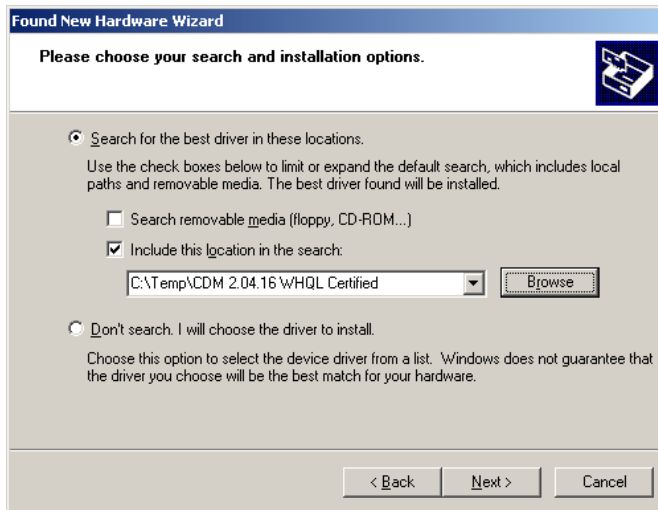 Found New Hardware Wizard
Please choose your search and installation options.
Search for the best driver in these locations.
Use the check boxes below to limit or expand the default search, which includes local
paths and removable media. The best driver found will be installed.
Search removable media (floppy, CD-ROM...)
Include this location in the search:
C:\Temp\CDM 2.04.16 WHQL Certified
Browse
Don't search. I will choose the driver to install.
Choose this option to select the device driver from a list. Windows does not guarantee that
the driver you choose will be the best match for your hardware.
< Back
Next >
Cancel